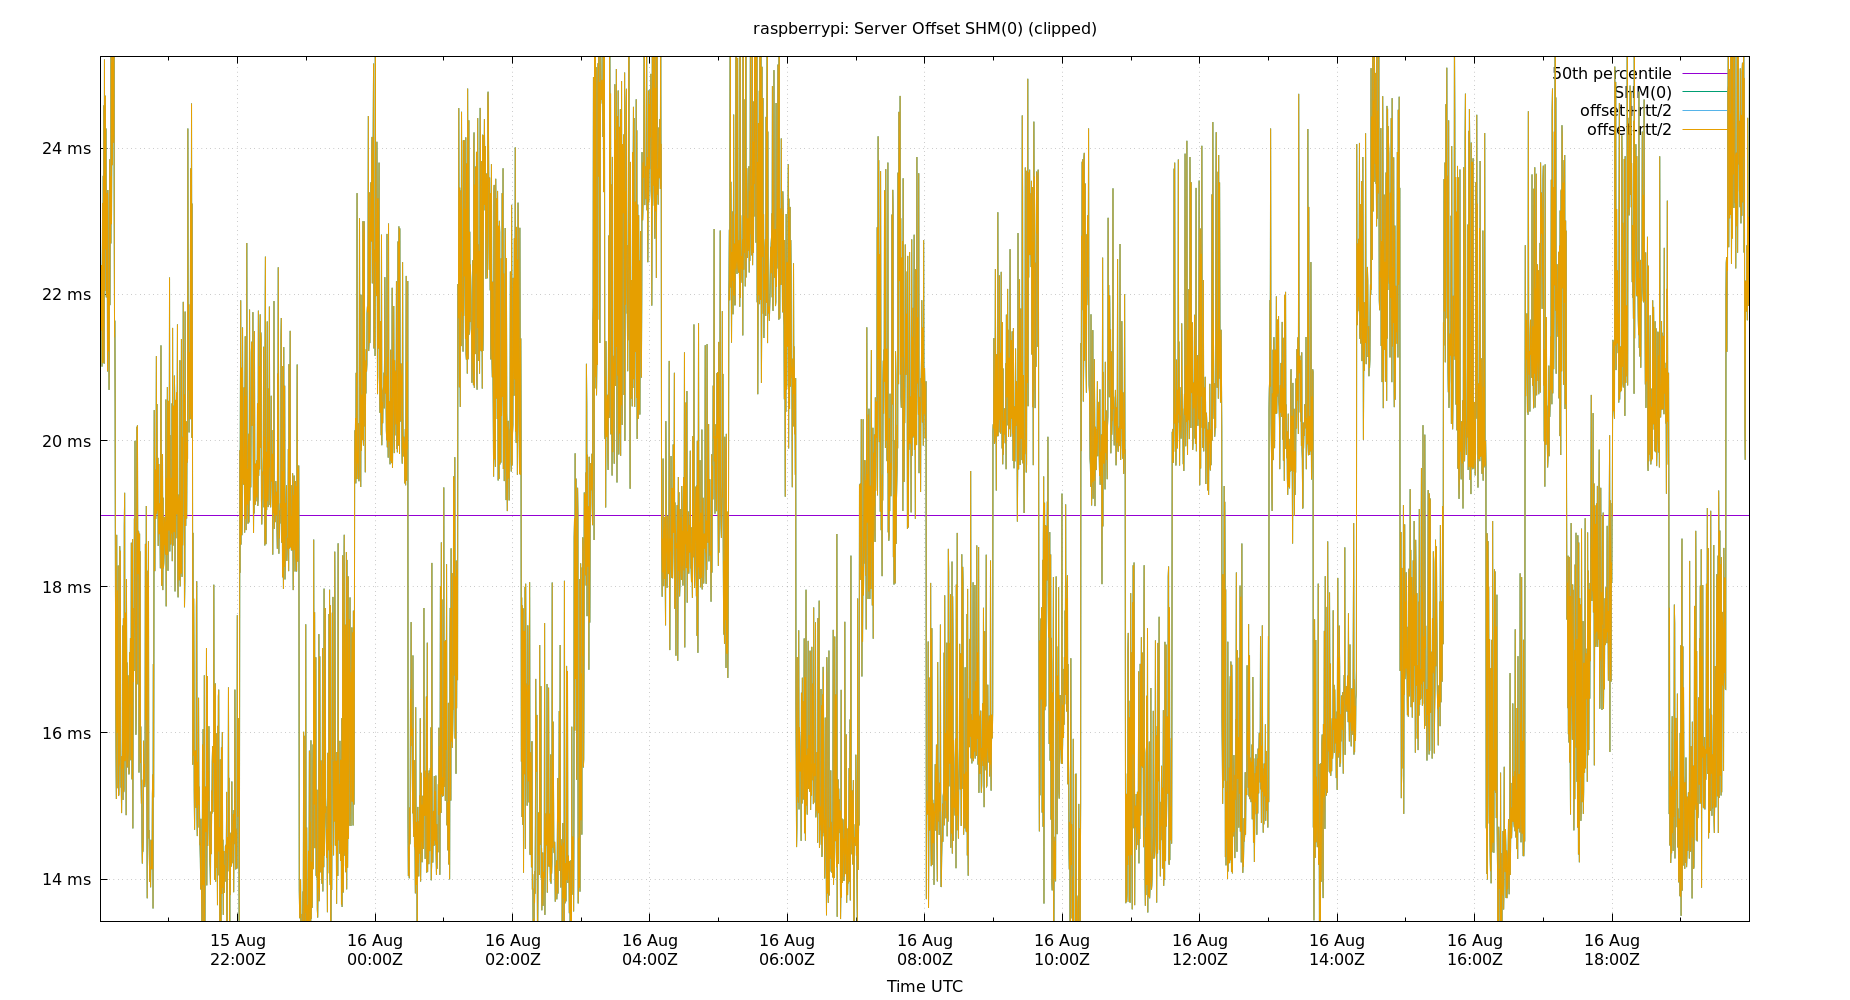 raspberrypi: Server Offset SHM(0) (clipped)
50th percentile
SHM(0)
offset+rtt/2
offset-rtt/2
24 ms
22 ms
20 ms
18 ms
16 ms
14 ms
15 Aug 16 Aug 16 Aug 16 Aug 16 Aug 16 Aug 16 Aug 16 Aug 16 Aug 16 Aug 16 Aug
22:00Z 00:00Z 02:00Z 04:00Z 06:00Z 08:00Z 10:00Z 12:00Z 14:00Z 16:00Z 18:00Z
Time UTC